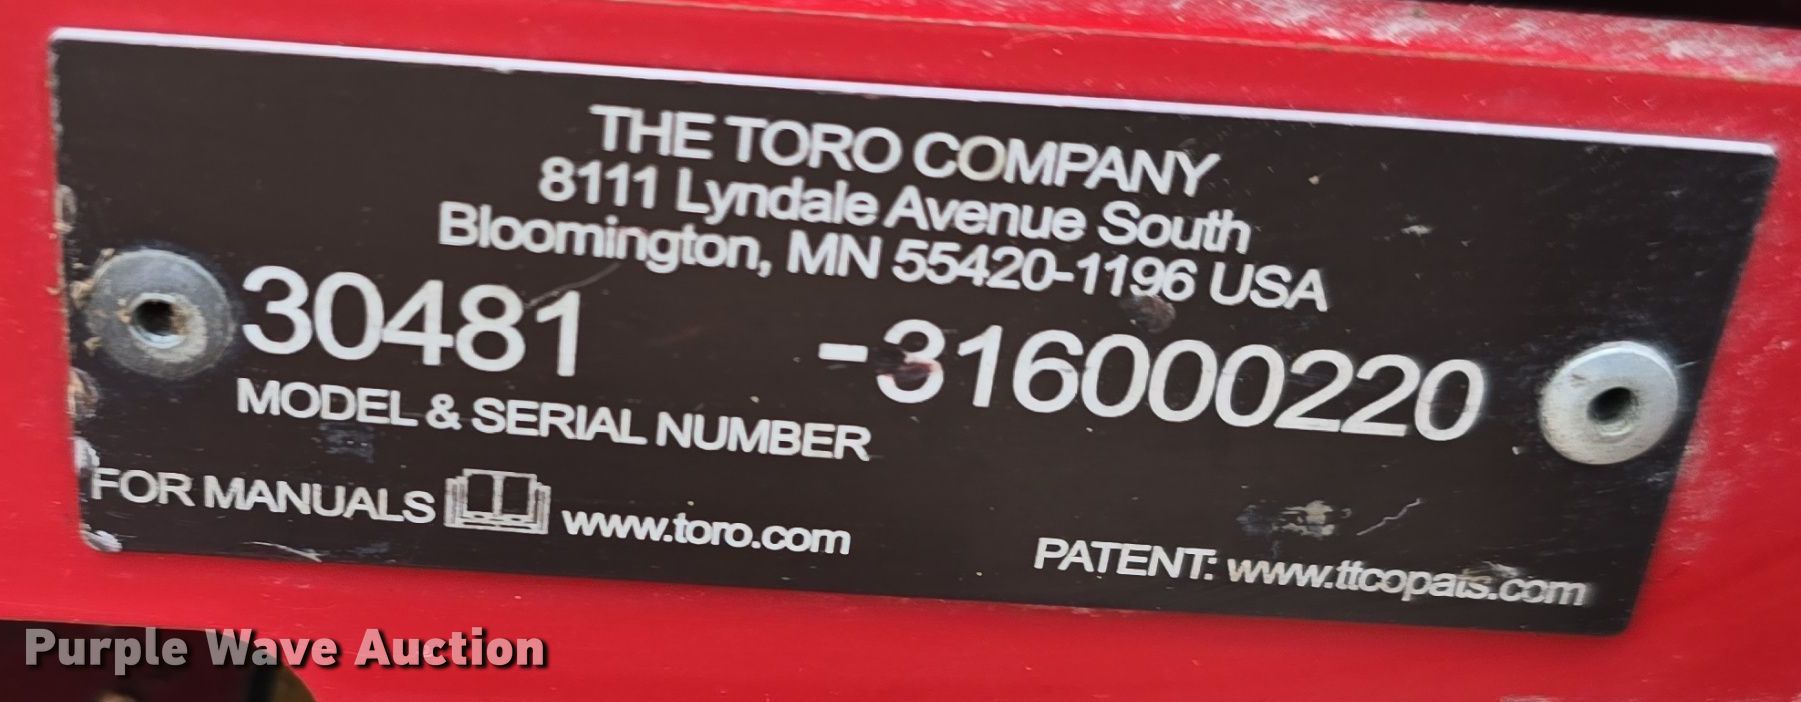 THE TORO COMPANY
8111 Lyndale Avenue South
Bloomington, MN 55420-1196 USA
30481 -316000220
MODEL & SERIAL NUMBER
FOR MANUALS www.toro.com
PATENT: www.ttcopats.com
Purple Wave Auction